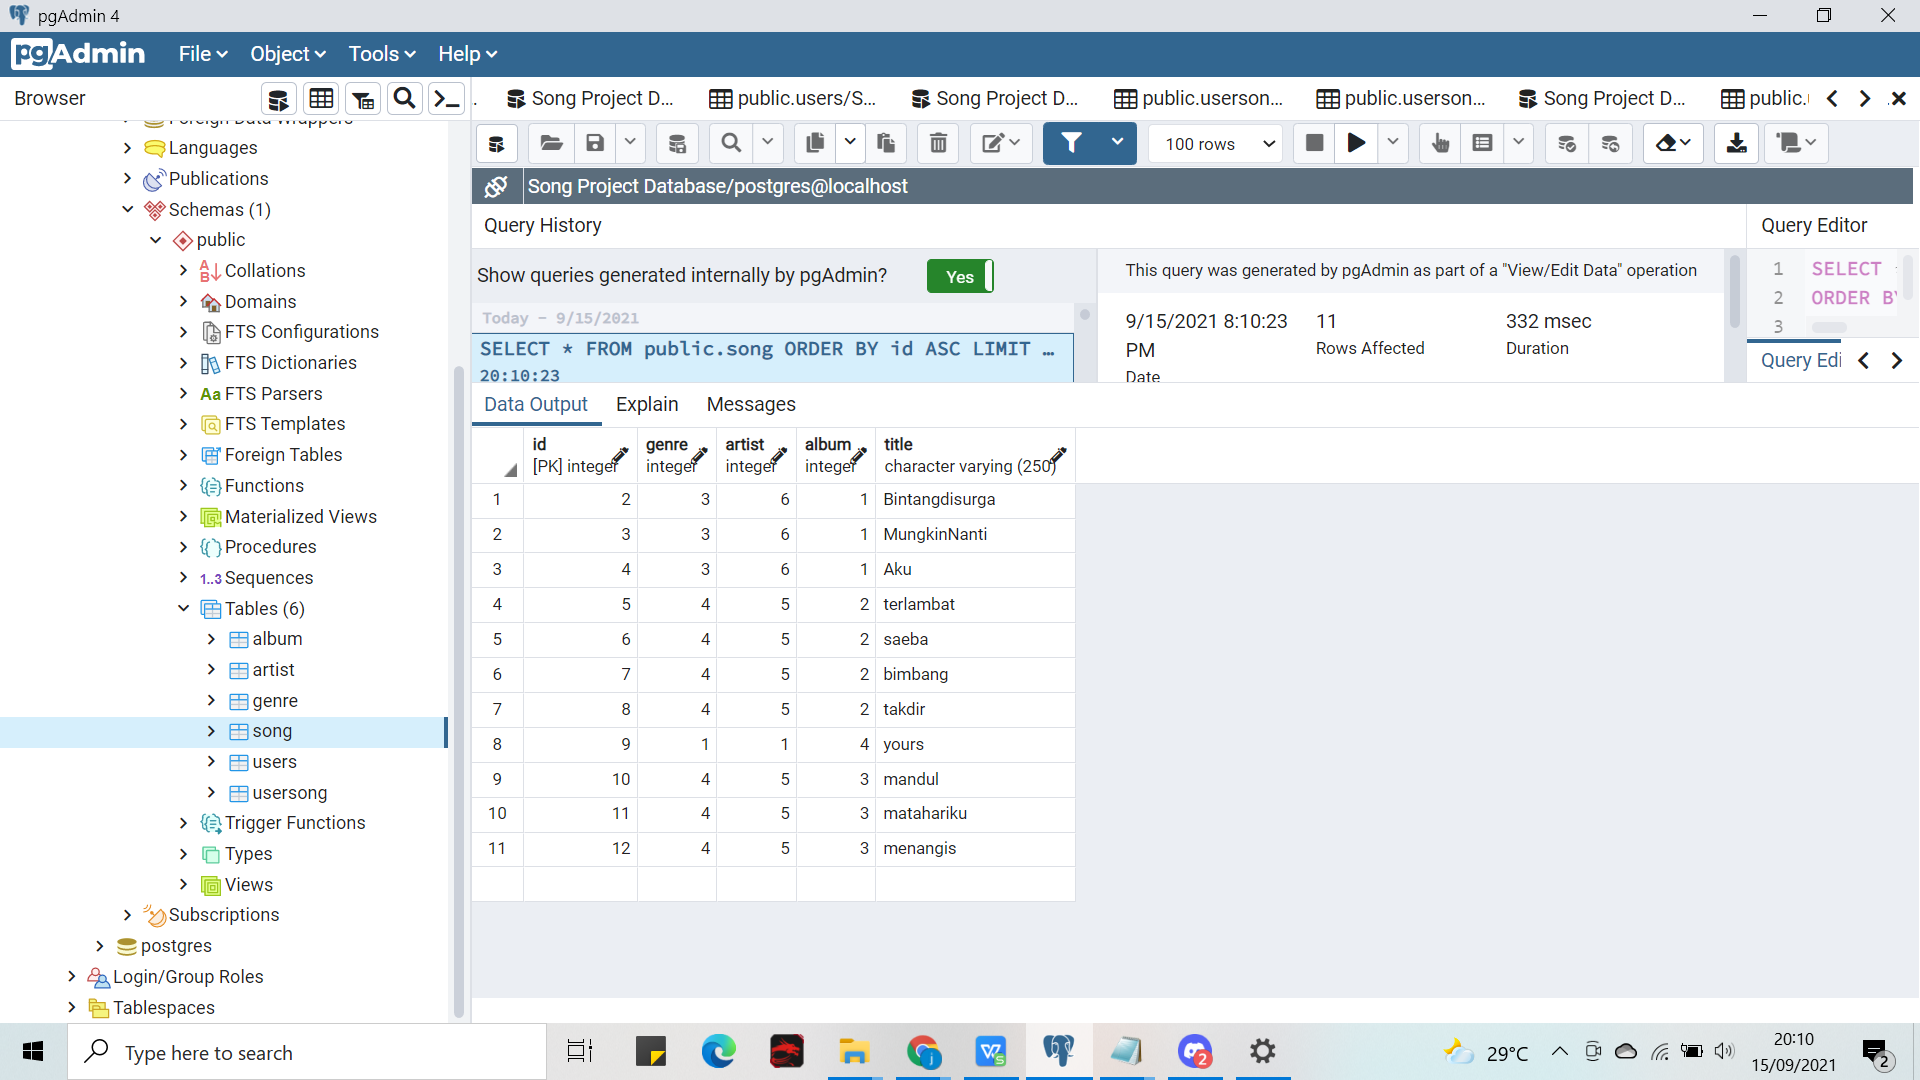 pgAdmin 4
pgAdmin File Object Tools Help
Browser
Song Project D... public.users/S... Song Project D... public.userson... public.userson... Song Project D... public.
Foreign Data Wrappers
Languages
Publications
Schemas (1)
public
Collations
Domains
FTS Configurations
FTS Dictionaries
Aa FTS Parsers
FTS Templates
Foreign Tables
Functions
Materialized Views
Procedures
1..3 Sequences
Tables (6)
album
artist
genre
song
users
usersong
Trigger Functions
Types
Views
Subscriptions
postgres
Login/Group Roles
Tablespaces
100 rows
Song Project Database/postgres@localhost
Query History
Show queries generated internally by pgAdmin? Yes
Today - 9/15/2021
SELECT * FROM public.song ORDER BY id ASC LIMIT …
20:10:23
This query was generated by pgAdmin as part of a "View/Edit Data" operation
9/15/2021 8:10:23 PM
Date
11
Rows Affected
332 msec
Duration
Query Editor
1 SELECT
2 ORDER BY
3
Query Edi
Data Output Explain Messages
id genre artist album title
[PK] integer integer integer integer character varying (250)
1 2 3 6 1 Bintangdisurga
2 3 3 6 1 MungkinNanti
3 4 3 6 1 Aku
4 5 4 5 2 terlambat
5 6 4 5 2 saeba
6 7 4 5 2 bimbang
7 8 4 5 2 takdir
8 9 1 1 4 yours
9 10 4 5 3 mandul
10 11 4 5 3 matahariku
11 12 4 5 3 menangis
Type here to search
29°C
20:10
15/09/2021
2
2